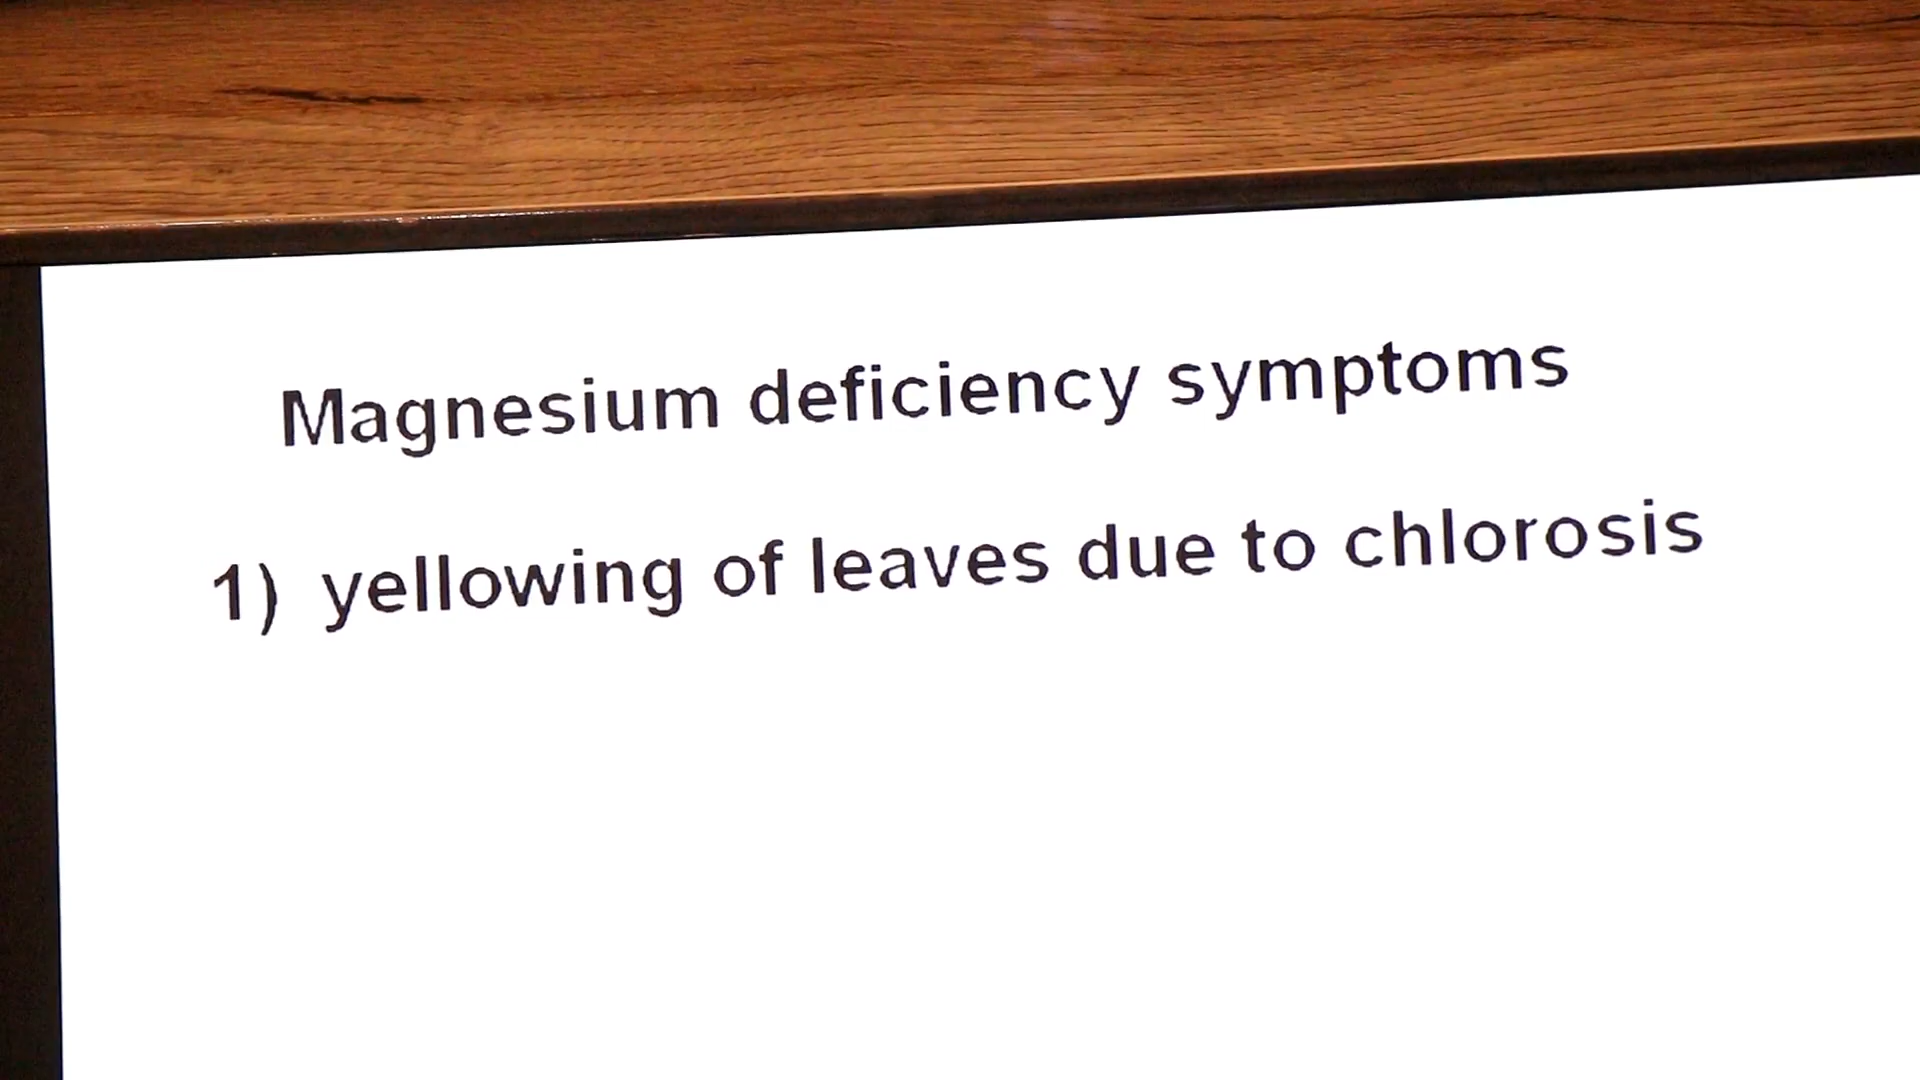 Magnesium deficiency symptoms
1) yellowing of leaves due to chlorosis